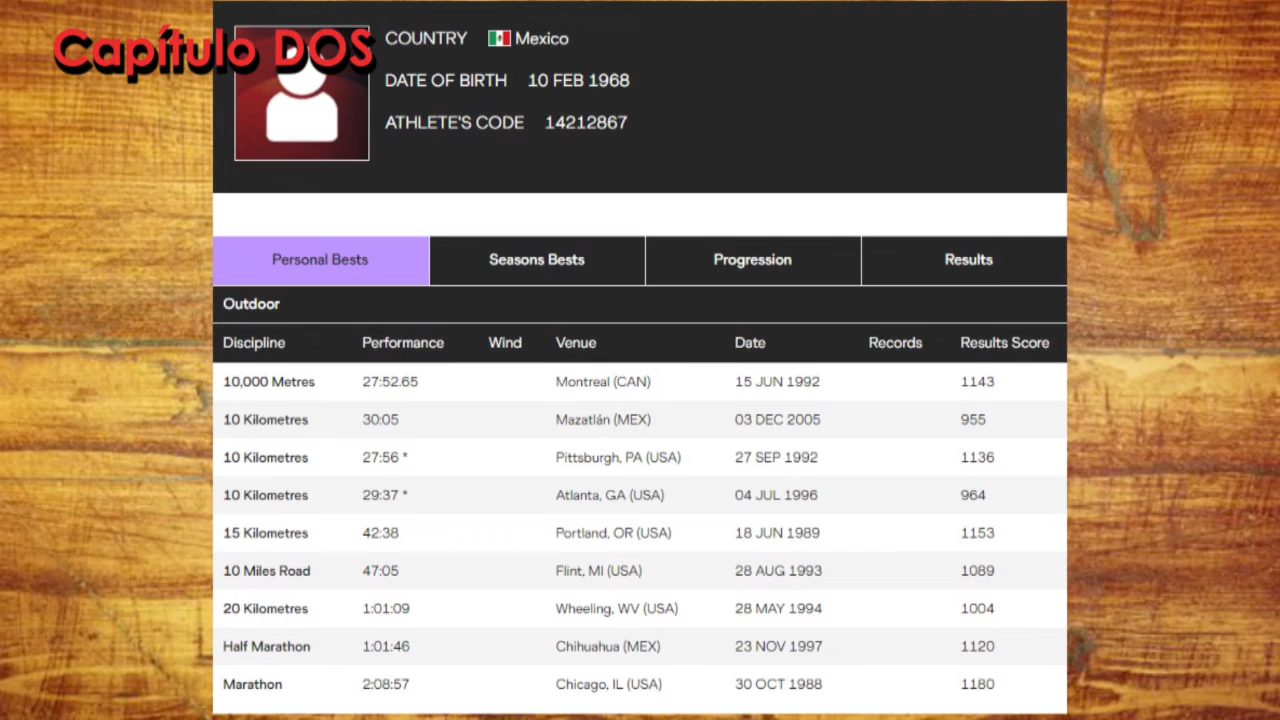 Capítulo DOS
COUNTRY Mexico
DATE OF BIRTH 10 FEB 1968
ATHLETE'S CODE 14212867
Personal Bests Seasons Bests Progression Results
Outdoor
Discipline Performance Wind Venue Date Records Results Score
10,000 Metres 27:52.65 Montreal (CAN) 15 JUN 1992 1143
10 Kilometres 30:05 Mazatlán (MEX) 03 DEC 2005 955
10 Kilometres 27:56 * Pittsburgh, PA (USA) 27 SEP 1992 1136
10 Kilometres 29:37 * Atlanta, GA (USA) 04 JUL 1996 964
15 Kilometres 42:38 Portland, OR (USA) 18 JUN 1989 1153
10 Miles Road 47:05 Flint, MI (USA) 28 AUG 1993 1089
20 Kilometres 1:01:09 Wheeling, WV (USA) 28 MAY 1994 1004
Half Marathon 1:01:46 Chihuahua (MEX) 23 NOV 1997 1120
Marathon 2:08:57 Chicago, IL (USA) 30 OCT 1988 1180